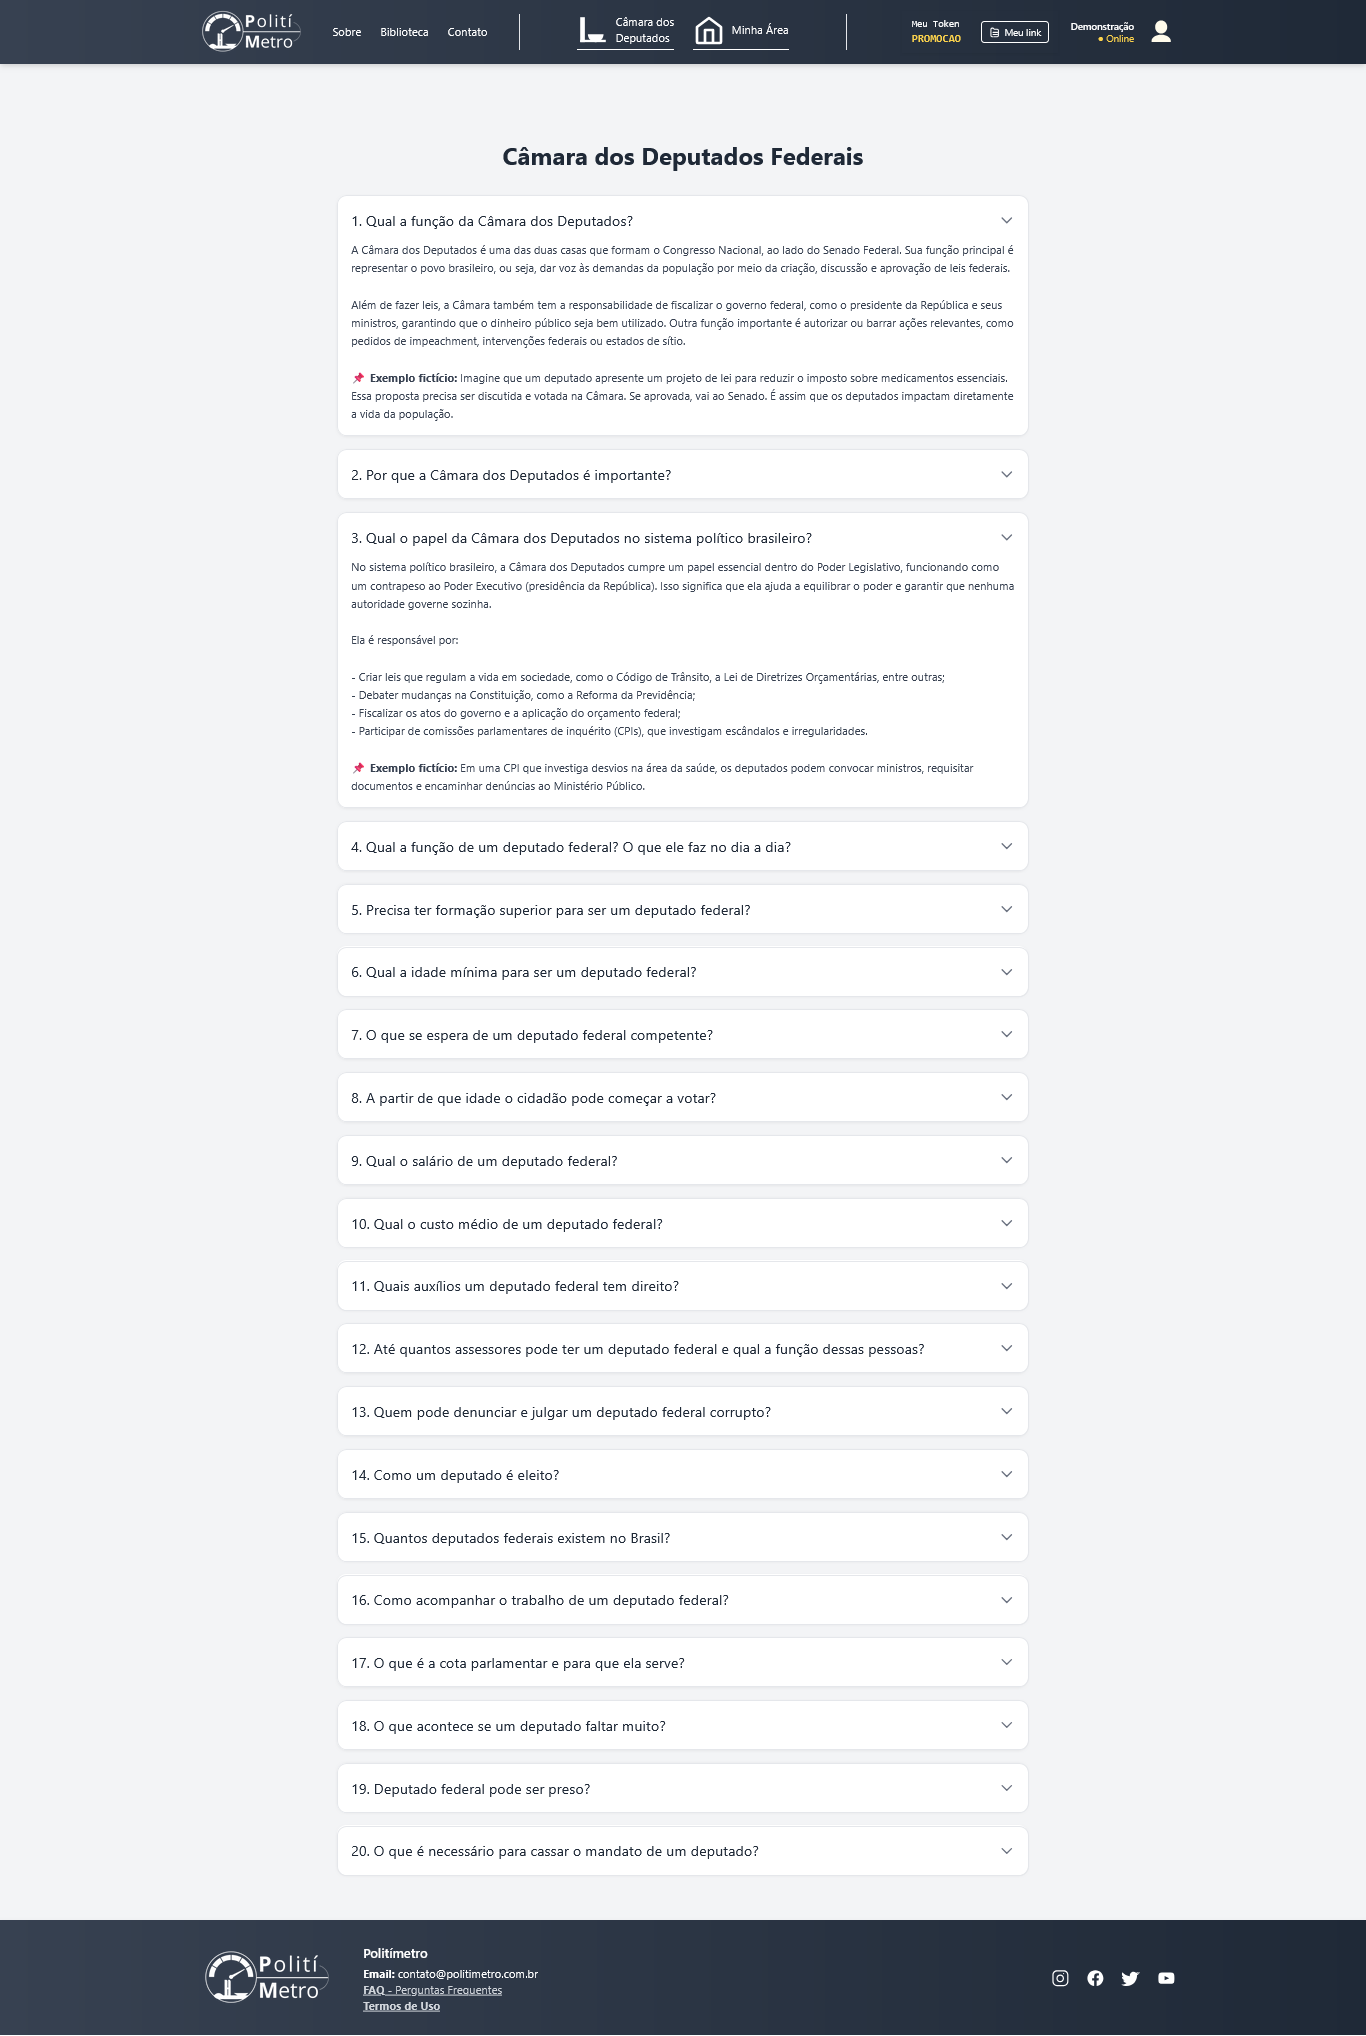 Polití
Metro
Sobre
Biblioteca
Contato
Câmara dos
Deputados
Minha Área
Meu Token
PROMOCAO
Meu link
Demonstração
● Online
Câmara dos Deputados Federais
1. Qual a função da Câmara dos Deputados?
A Câmara dos Deputados é uma das duas casas que formam o Congresso Nacional, ao lado do Senado Federal. Sua função principal é
representar o povo brasileiro, ou seja, dar voz às demandas da população por meio da criação, discussão e aprovação de leis federais.
Além de fazer leis, a Câmara também tem a responsabilidade de fiscalizar o governo federal, como o presidente da República e seus
ministros, garantindo que o dinheiro público seja bem utilizado. Outra função importante é autorizar ou barrar ações relevantes, como
pedidos de impeachment, intervenções federais ou estados de sítio.
📌 Exemplo fictício: Imagine que um deputado apresente um projeto de lei para reduzir o imposto sobre medicamentos essenciais.
Essa proposta precisa ser discutida e votada na Câmara. Se aprovada, vai ao Senado. É assim que os deputados impactam diretamente
a vida da população.
2. Por que a Câmara dos Deputados é importante?
3. Qual o papel da Câmara dos Deputados no sistema político brasileiro?
No sistema político brasileiro, a Câmara dos Deputados cumpre um papel essencial dentro do Poder Legislativo, funcionando como
um contrapeso ao Poder Executivo (presidência da República). Isso significa que ela ajuda a equilibrar o poder e garantir que nenhuma
autoridade governe sozinha.
Ela é responsável por:
- Criar leis que regulam a vida em sociedade, como o Código de Trânsito, a Lei de Diretrizes Orçamentárias, entre outras;
- Debater mudanças na Constituição, como a Reforma da Previdência;
- Fiscalizar os atos do governo e a aplicação do orçamento federal;
- Participar de comissões parlamentares de inquérito (CPIs), que investigam escândalos e irregularidades.
📌 Exemplo fictício: Em uma CPI que investiga desvios na área da saúde, os deputados podem convocar ministros, requisitar
documentos e encaminhar denúncias ao Ministério Público.
4. Qual a função de um deputado federal? O que ele faz no dia a dia?
5. Precisa ter formação superior para ser um deputado federal?
6. Qual a idade mínima para ser um deputado federal?
7. O que se espera de um deputado federal competente?
8. A partir de que idade o cidadão pode começar a votar?
9. Qual o salário de um deputado federal?
10. Qual o custo médio de um deputado federal?
11. Quais auxílios um deputado federal tem direito?
12. Até quantos assessores pode ter um deputado federal e qual a função dessas pessoas?
13. Quem pode denunciar e julgar um deputado federal corrupto?
14. Como um deputado é eleito?
15. Quantos deputados federais existem no Brasil?
16. Como acompanhar o trabalho de um deputado federal?
17. O que é a cota parlamentar e para que ela serve?
18. O que acontece se um deputado faltar muito?
19. Deputado federal pode ser preso?
20. O que é necessário para cassar o mandato de um deputado?
Polití
Metro
Politímetro
Email: contato@politimetro.com.br
FAQ - Perguntas Frequentes
Termos de Uso